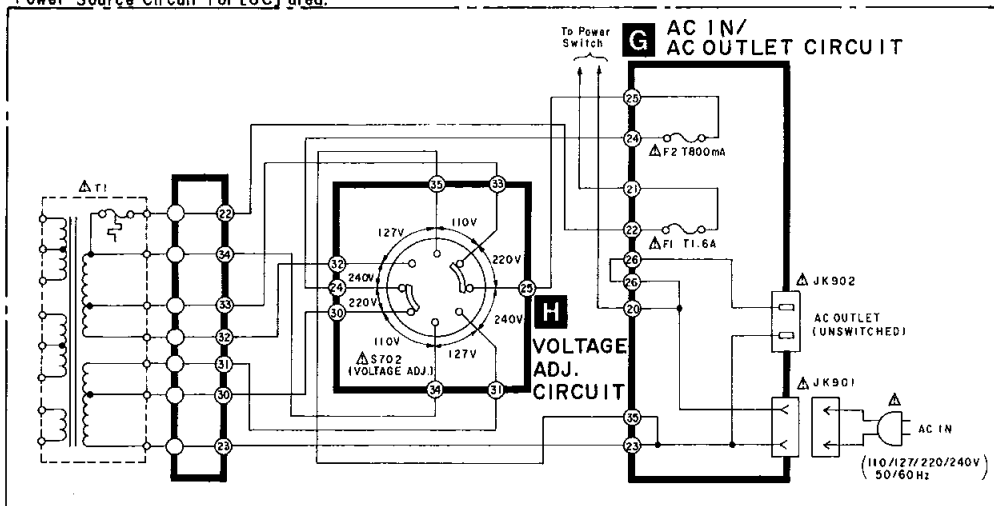 Power Source Circuit for [GC] area.
To Power
Switch
G AC IN/
AC OUTLET CIRCUIT
25
24
F2 T800mA
21
22
F1 T1.6A
26
26
20
35
23
JK902
AC OUTLET
(UNSWITCHED)
JK901
AC IN
(110/127/220/240V
50/60Hz)
T1
22
34
33
32
31
30
23
35
33
32
24
30
25
34
31
127V
110V
240V
220V
220V
240V
110V
127V
S702
(VOLTAGE ADJ.)
H
VOLTAGE
ADJ.
CIRCUIT